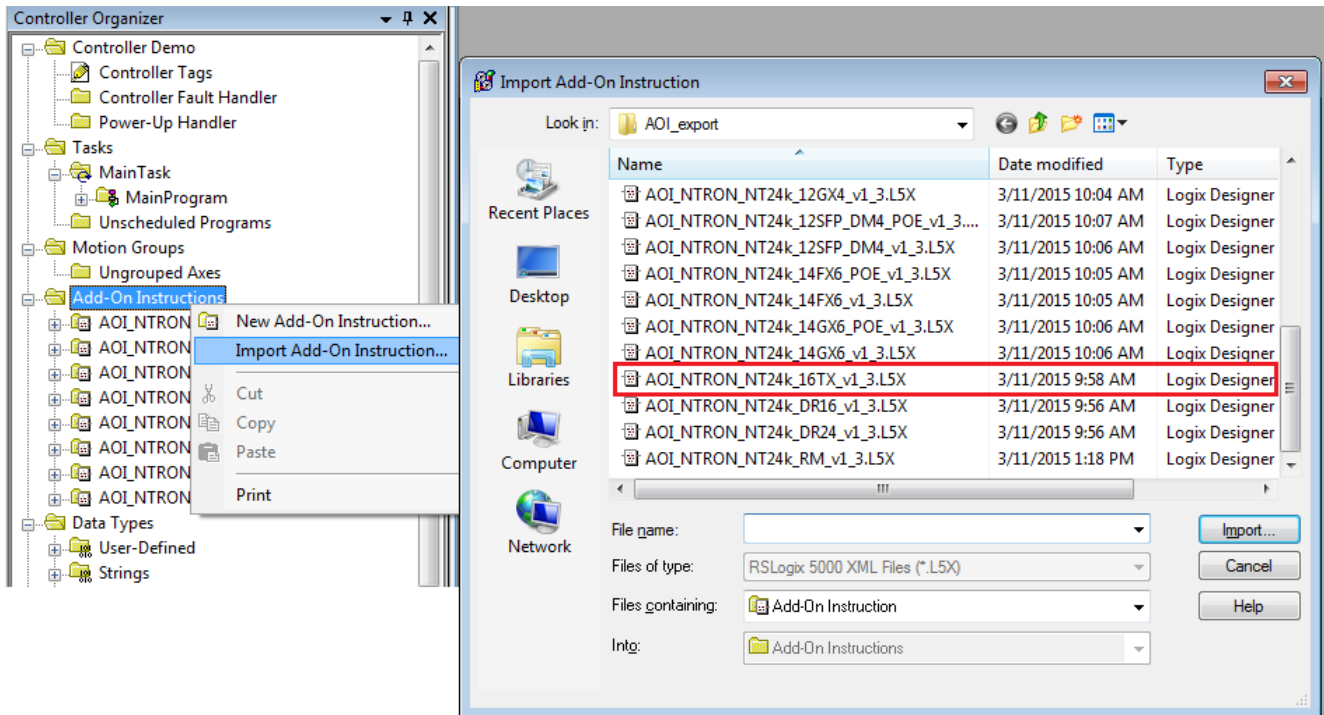 Controller Organizer
Controller Demo
Controller Tags
Controller Fault Handler
Power-Up Handler
Tasks
MainTask
MainProgram
Unscheduled Programs
Motion Groups
Ungrouped Axes
Add-On Instructions
AOI_NTRON
AOI_NTRON
AOI_NTRON
AOI_NTRON
AOI_NTRON
AOI_NTRON
AOI_NTRON
AOI_NTRON
Data Types
User-Defined
Strings
New Add-On Instruction...
Import Add-On Instruction...
Cut
Copy
Paste
Print
Import Add-On Instruction
Look in: AOI_export
Recent Places
Desktop
Libraries
Computer
Network
Name Date modified Type
AOI_NTRON_NT24k_12GX4_v1_3.L5X 3/11/2015 10:04 AM Logix Designer
AOI_NTRON_NT24k_12SFP_DM4_POE_v1_3.... 3/11/2015 10:07 AM Logix Designer
AOI_NTRON_NT24k_12SFP_DM4_v1_3.L5X 3/11/2015 10:06 AM Logix Designer
AOI_NTRON_NT24k_14FX6_POE_v1_3.L5X 3/11/2015 10:05 AM Logix Designer
AOI_NTRON_NT24k_14FX6_v1_3.L5X 3/11/2015 10:05 AM Logix Designer
AOI_NTRON_NT24k_14GX6_POE_v1_3.L5X 3/11/2015 10:06 AM Logix Designer
AOI_NTRON_NT24k_14GX6_v1_3.L5X 3/11/2015 10:06 AM Logix Designer
AOI_NTRON_NT24k_16TX_v1_3.L5X 3/11/2015 9:58 AM Logix Designer
AOI_NTRON_NT24k_DR16_v1_3.L5X 3/11/2015 9:56 AM Logix Designer
AOI_NTRON_NT24k_DR24_v1_3.L5X 3/11/2015 9:56 AM Logix Designer
AOI_NTRON_NT24k_RM_v1_3.L5X 3/11/2015 1:18 PM Logix Designer
File name: Import...
Files of type: RSLogix 5000 XML Files (*.L5X) Cancel
Files containing: Add-On Instruction Help
Into: Add-On Instructions